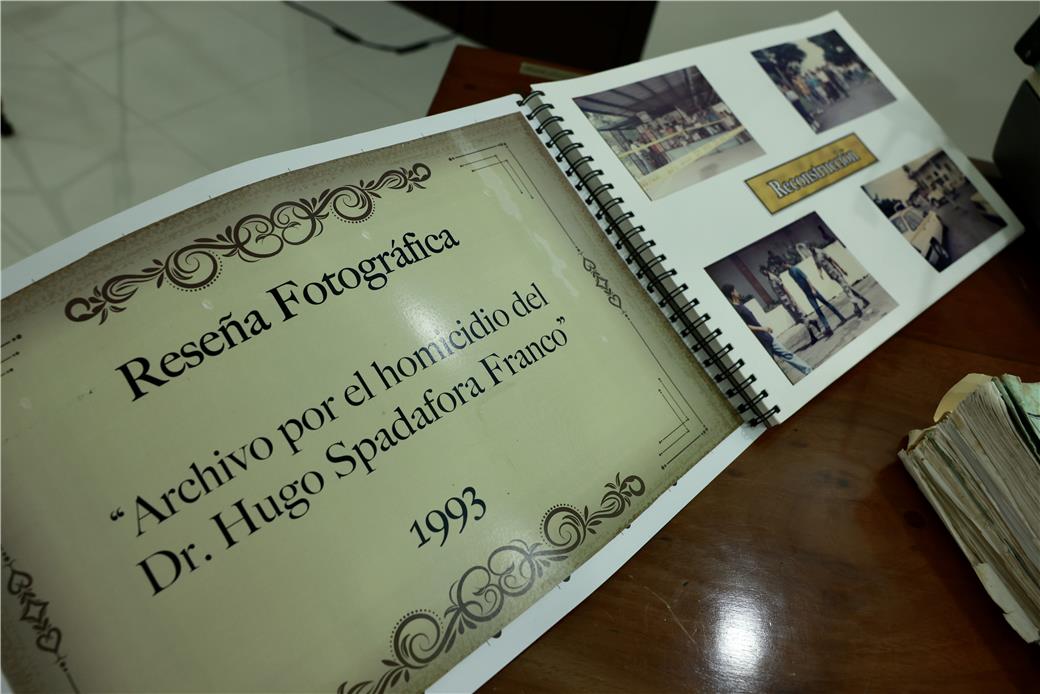 Reseña Fotográfica
“Archivo por el homicidio del
Dr. Hugo Spadafora Franco”
1993
Reconstrucción